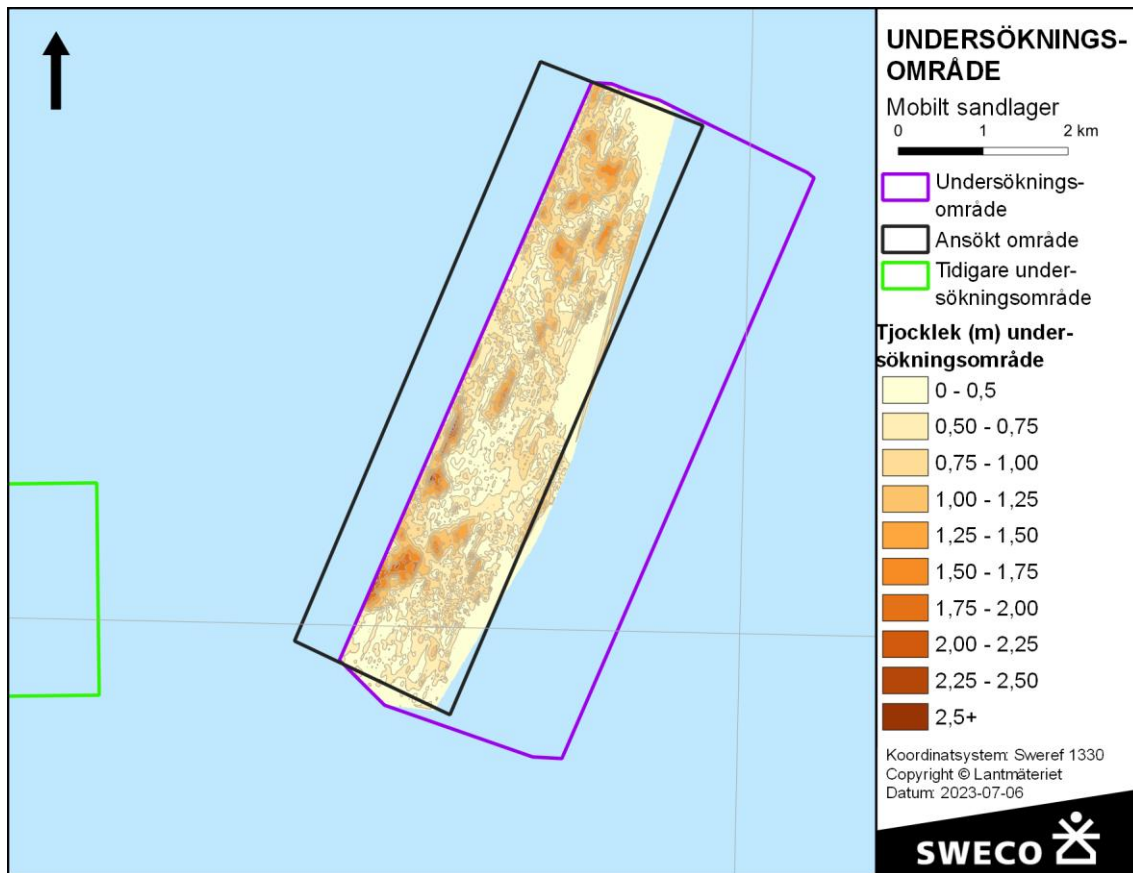 UNDERSÖKNINGS-
OMRÅDE
Mobilt sandlager
0 1 2 km
Undersöknings-
område
Ansökt område
Tidigare under-
sökningsområde
Tjocklek (m) under-
sökningsområde
0 - 0,5
0,50 - 0,75
0,75 - 1,00
1,00 - 1,25
1,25 - 1,50
1,50 - 1,75
1,75 - 2,00
2,00 - 2,25
2,25 - 2,50
2,5+
Koordinatsystem: Sweref 1330
Copyright © Lantmäteriet
Datum: 2023-07-06
SWECO